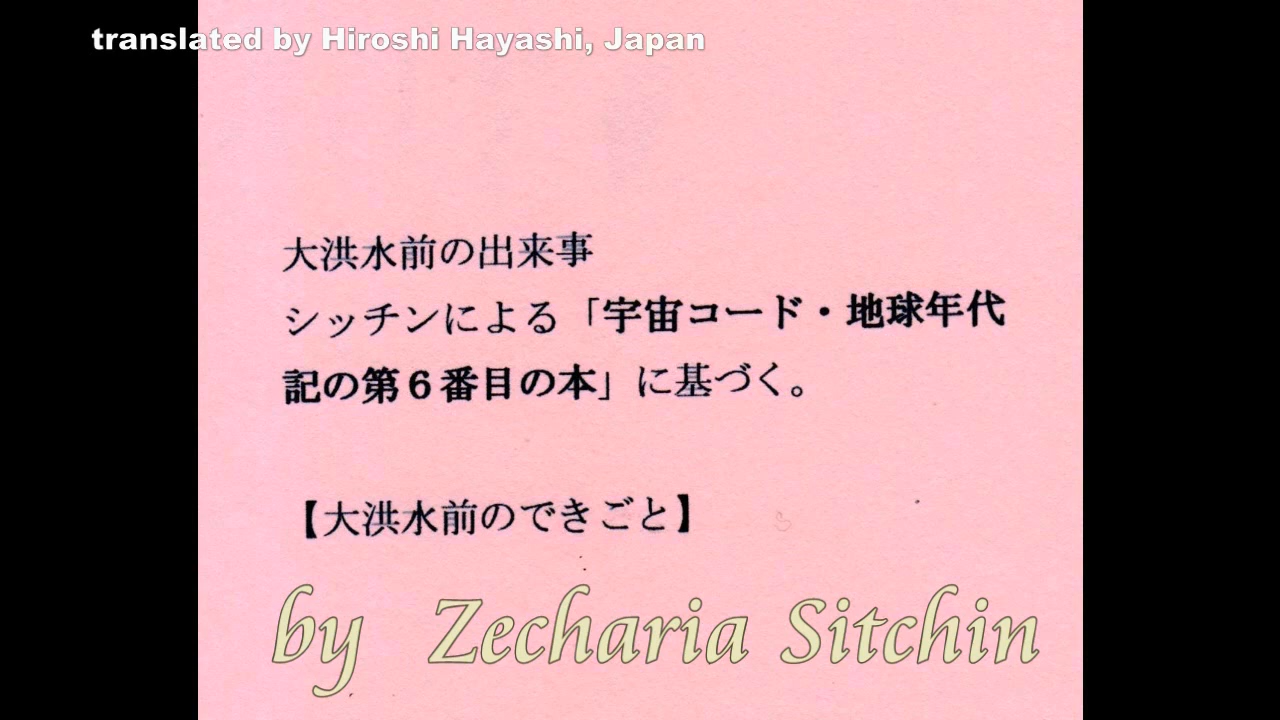 translated by Hiroshi Hayashi, Japan
大洪水前の出来事
シッチンによる「宇宙コード・地球年代
記の第６番目の本」に基づく。
【大洪水前のできごと】
by Zecharia Sitchin